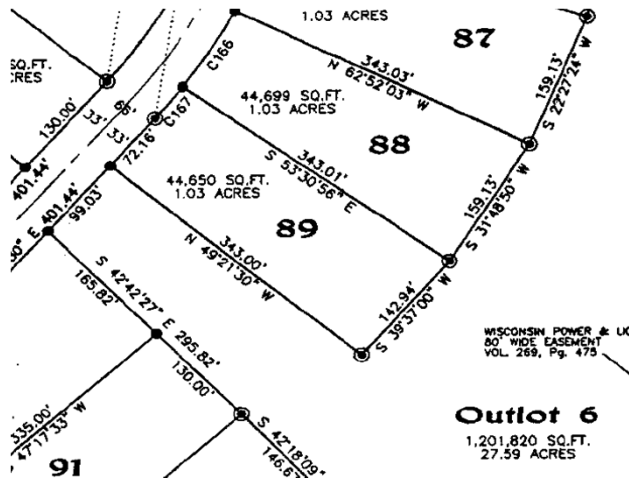 1.03 ACRES
87
SQ.FT.
CRES
C166
343.03'
N 62°52'03" W
159.13'
S 22°27'24" W
130.00'
66'
33' 33'
C167
44,699 SQ.FT.
1.03 ACRES
88
401.44'
72.16'
343.01'
S 53°30'56" E
159.13'
S 31°48'50" W
44,650 SQ.FT.
1.03 ACRES
89
E 401.44'
99.03'
343.00'
N 49°21'30" W
142.94'
S 39°37'00" W
S 42°42'27" E 295.82'
165.82'
130.00'
WISCONSIN POWER &
80' WIDE EASEMENT
VOL. 269, Pg. 475
335.00'
47°17'33" W
91
S 42°18'09"
146.6
Outlot 6
1,201,820 SQ.FT.
27.59 ACRES